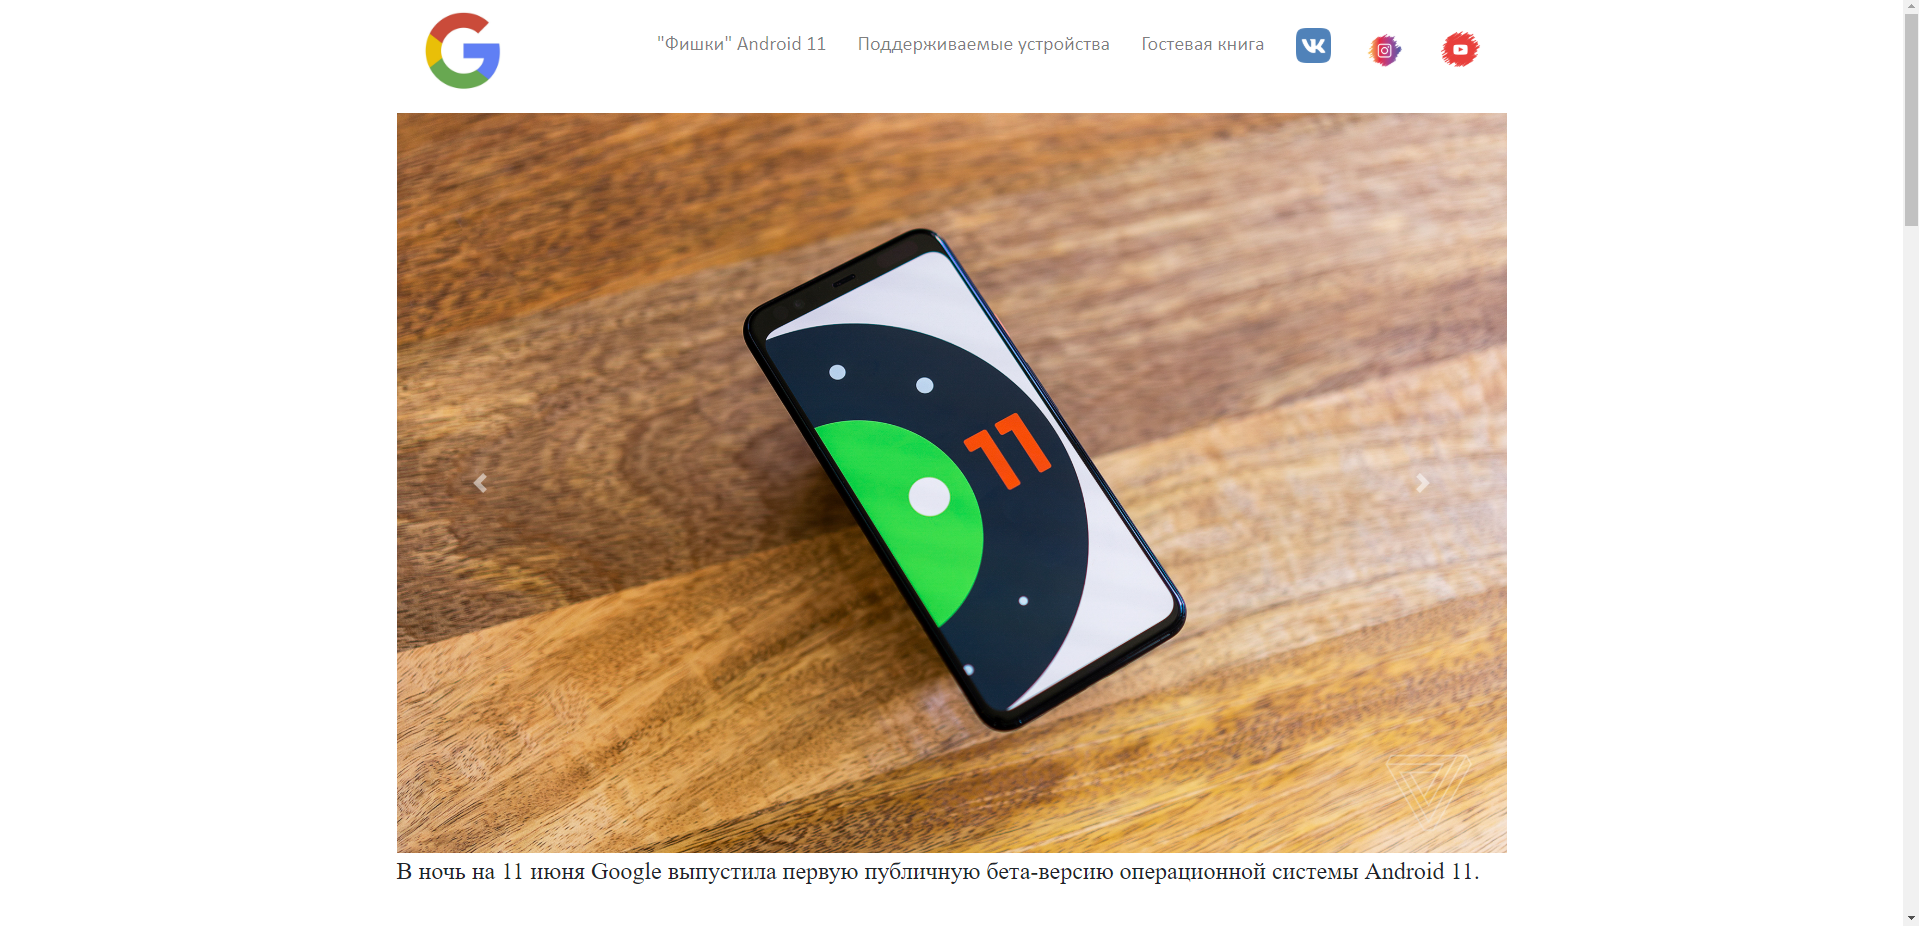 "Фишки" Android 11
Поддерживаемые устройства
Гостевая книга
11
В ночь на 11 июня Google выпустила первую публичную бета-версию операционной системы Android 11.